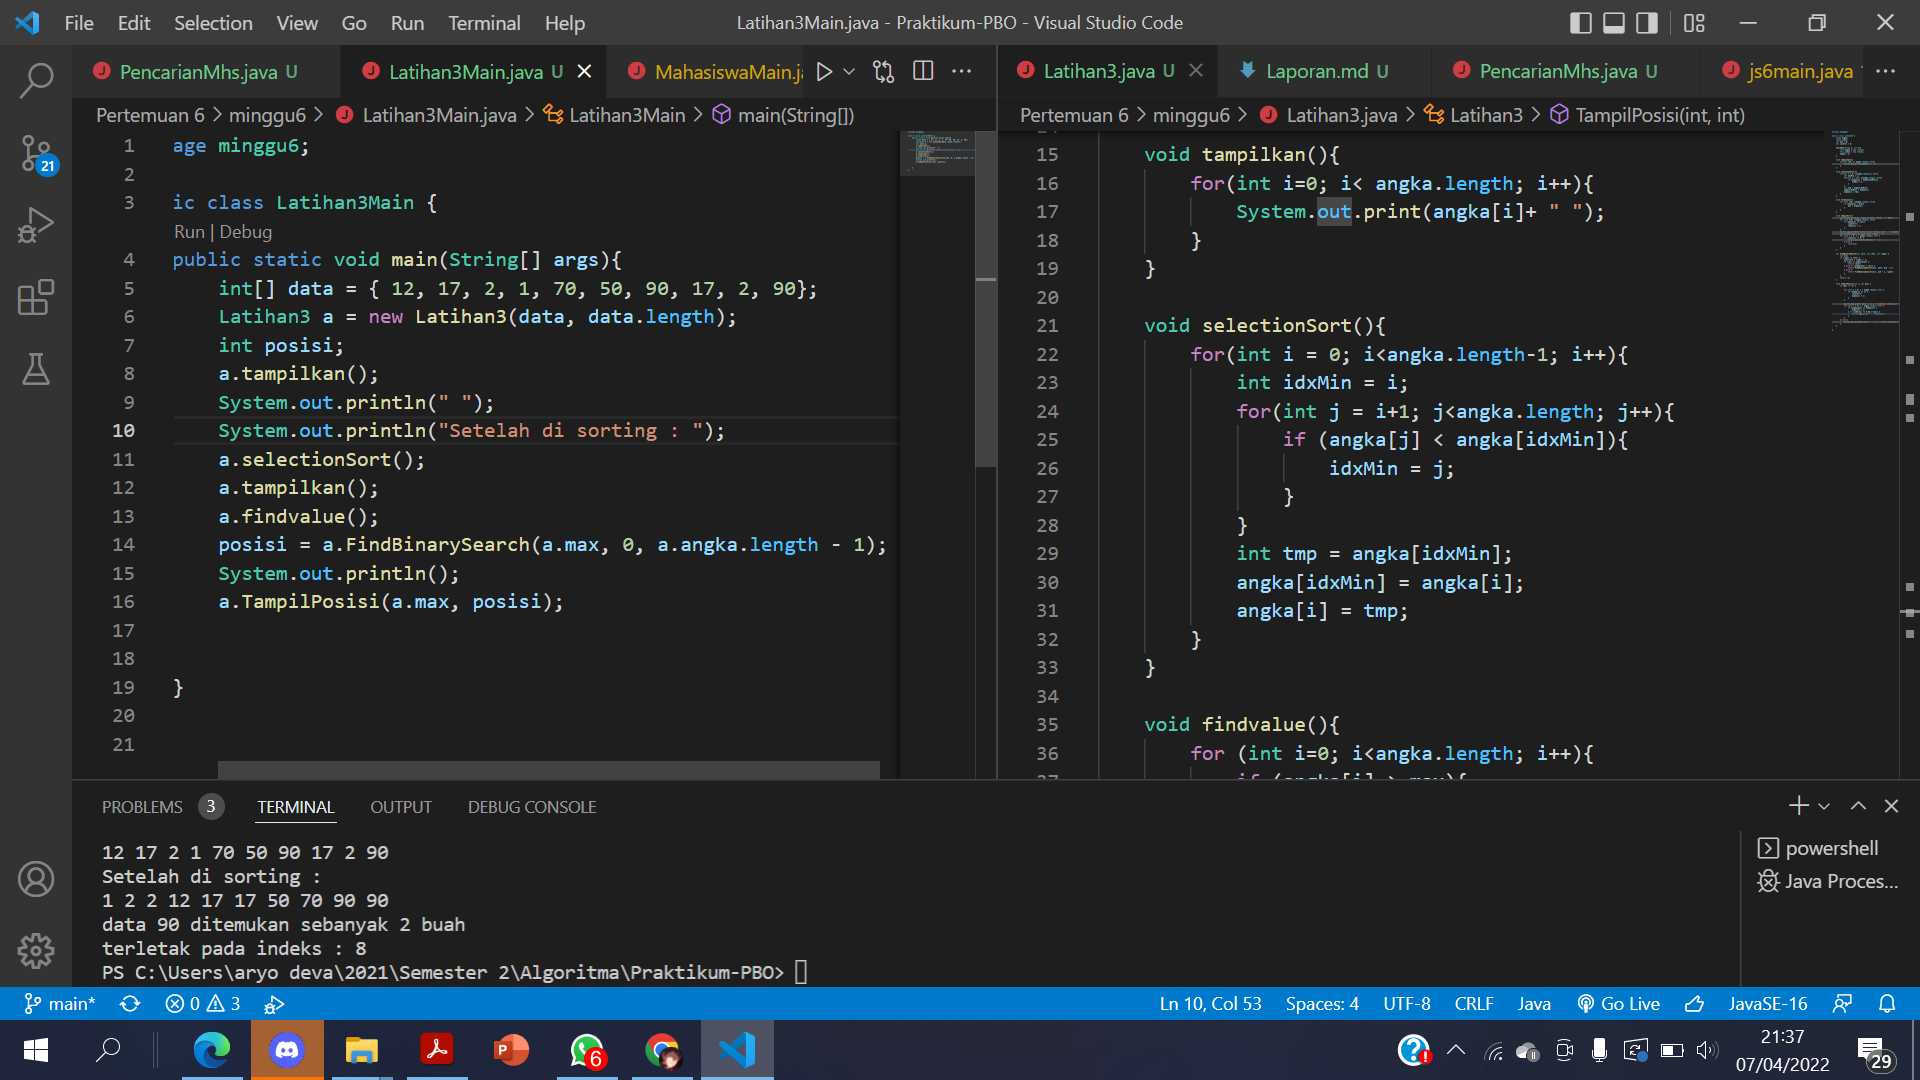 File Edit Selection View Go Run Terminal Help
Latihan3Main.java - Praktikum-PBO - Visual Studio Code
PencarianMhs.java U
Latihan3Main.java U
MahasiswaMain.j
Latihan3.java U
Laporan.md U
PencarianMhs.java U
js6main.java
Pertemuan 6 > minggu6 > Latihan3Main.java > Latihan3Main > main(String[])
1 age minggu6;
2
3 ic class Latihan3Main {
Run | Debug
4 public static void main(String[] args){
5 int[] data = { 12, 17, 2, 1, 70, 50, 90, 17, 2, 90};
6 Latihan3 a = new Latihan3(data, data.length);
7 int posisi;
8 a.tampilkan();
9 System.out.println(" ");
10 System.out.println("Setelah di sorting : ");
11 a.selectionSort();
12 a.tampilkan();
13 a.findvalue();
14 posisi = a.FindBinarySearch(a.max, 0, a.angka.length - 1);
15 System.out.println();
16 a.TampilPosisi(a.max, posisi);
17
18
19 }
20
21
Pertemuan 6 > minggu6 > Latihan3.java > Latihan3 > TampilPosisi(int, int)
15 void tampilkan(){
16 for(int i=0; i< angka.length; i++){
17 System.out.print(angka[i]+ " ");
18 }
19 }
20
21 void selectionSort(){
22 for(int i = 0; i<angka.length-1; i++){
23 int idxMin = i;
24 for(int j = i+1; j<angka.length; j++){
25 if (angka[j] < angka[idxMin]){
26 idxMin = j;
27 }
28 }
29 int tmp = angka[idxMin];
30 angka[idxMin] = angka[i];
31 angka[i] = tmp;
32 }
33 }
34
35 void findvalue(){
36 for (int i=0; i<angka.length; i++){
21
PROBLEMS 3 TERMINAL OUTPUT DEBUG CONSOLE
12 17 2 1 70 50 90 17 2 90
Setelah di sorting :
1 2 2 12 17 17 50 70 90 90
data 90 ditemukan sebanyak 2 buah
terletak pada indeks : 8
PS C:\Users\aryo deva\2021\Semester 2\Algoritma\Praktikum-PBO>
powershell
Java Proces...
main* 0 3
Ln 10, Col 53 Spaces: 4 UTF-8 CRLF Java Go Live JavaSE-16
6
21:37
07/04/2022
29